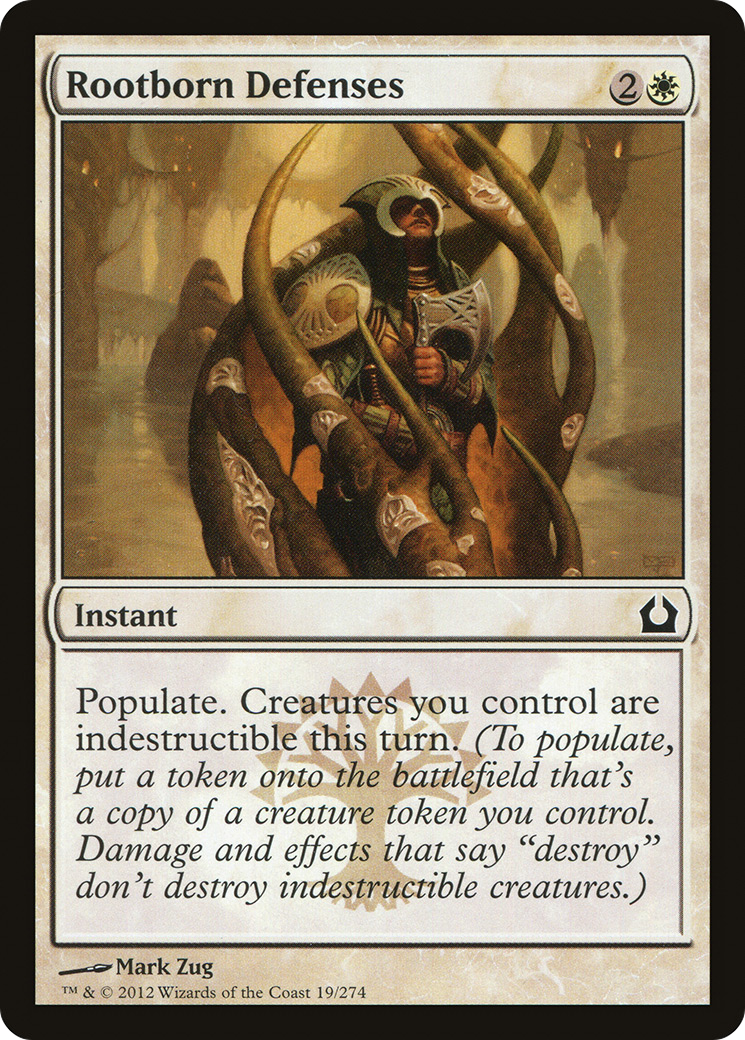 Rootborn Defenses 2
Instant
Populate. Creatures you control are
indestructible this turn. (To populate,
put a token onto the battlefield that's
a copy of a creature token you control.
Damage and effects that say “destroy”
don't destroy indestructible creatures.)
Mark Zug
™ & © 2012 Wizards of the Coast 19/274